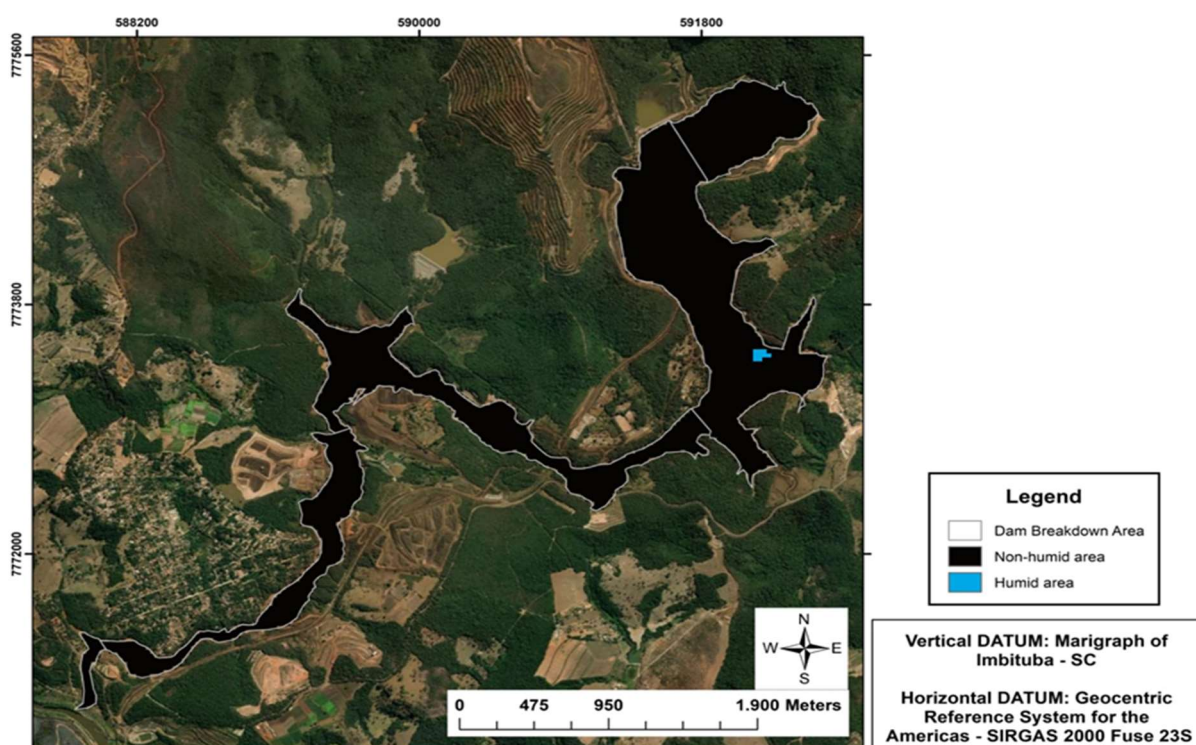 588200
590000
591800
7775600
7773800
7772000
N
W
E
S
0 475 950 1.900 Meters
Legend
Dam Breakdown Area
Non-humid area
Humid area
Vertical DATUM: Marigraph of
Imbituba - SC
Horizontal DATUM: Geocentric
Reference System for the
Americas - SIRGAS 2000 Fuse 23S